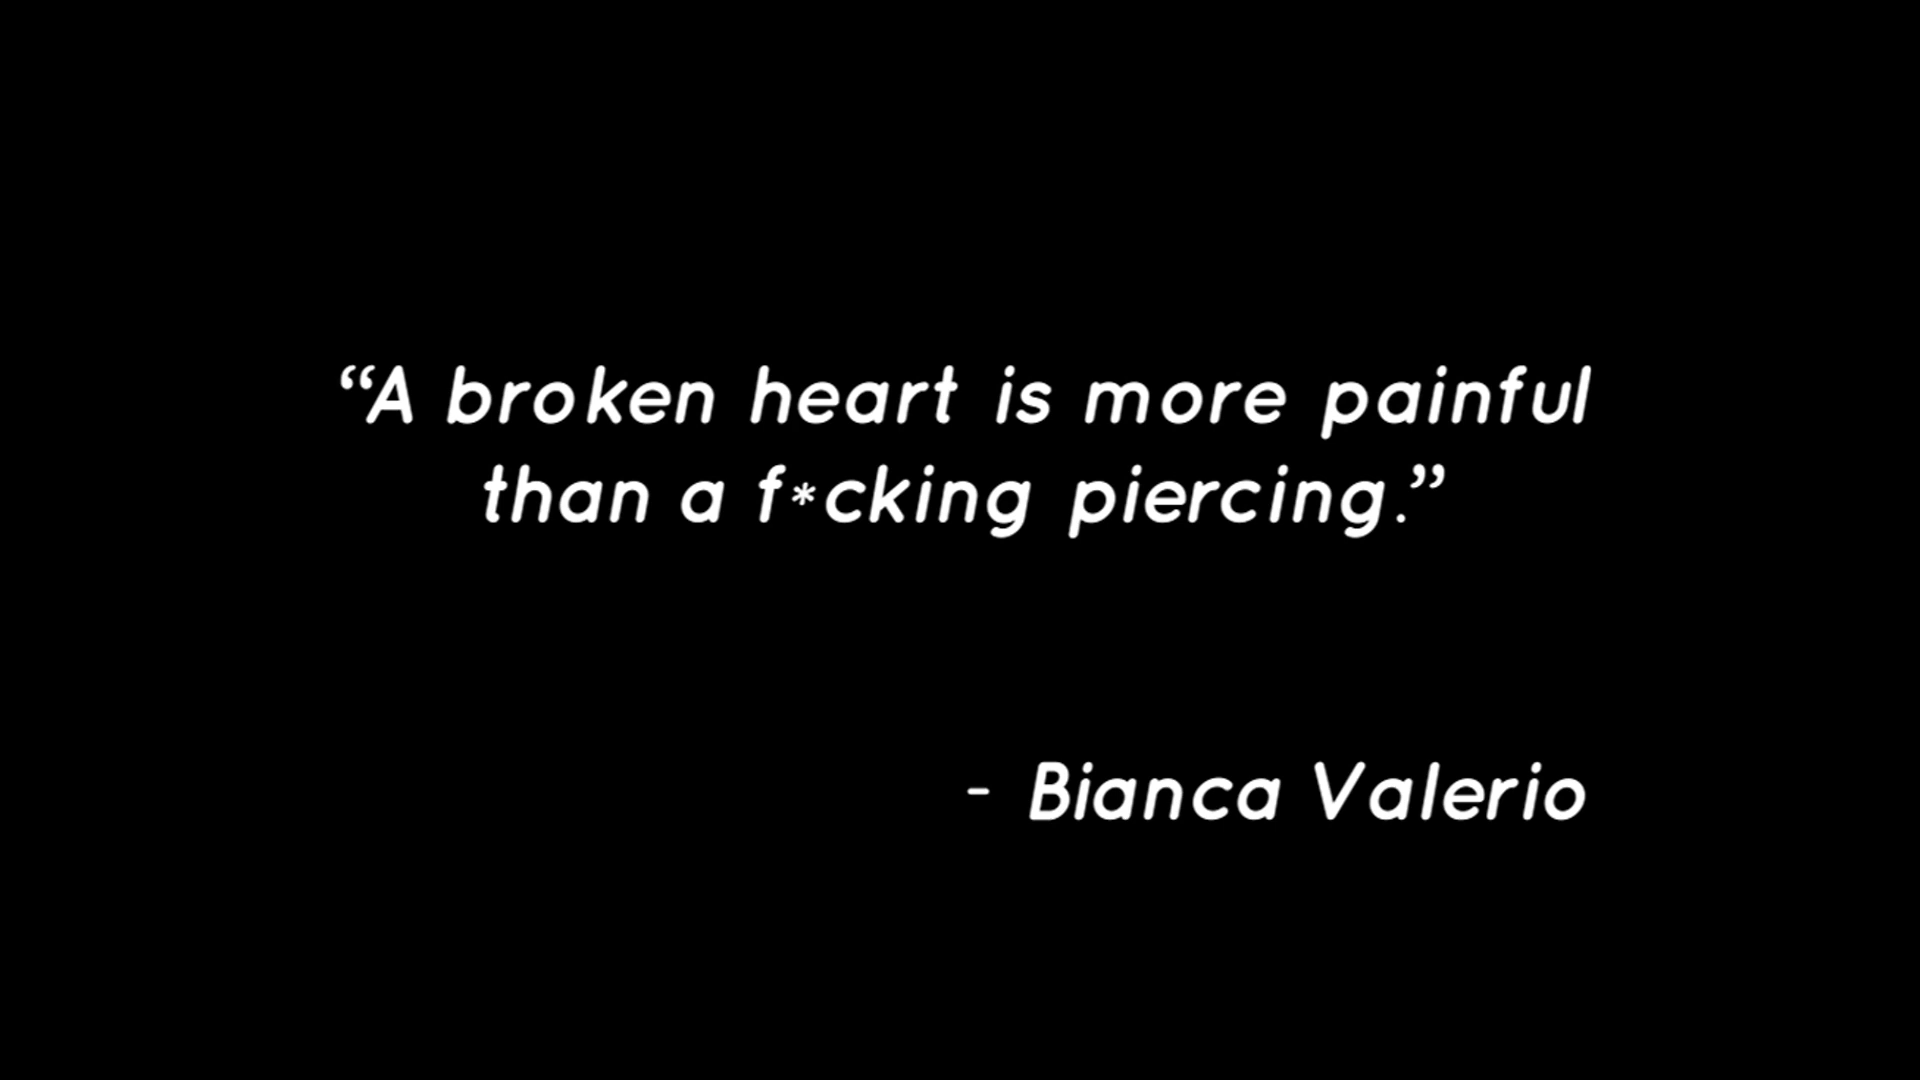 “A broken heart is more painful
than a f*cking piercing.”
- Bianca Valerio